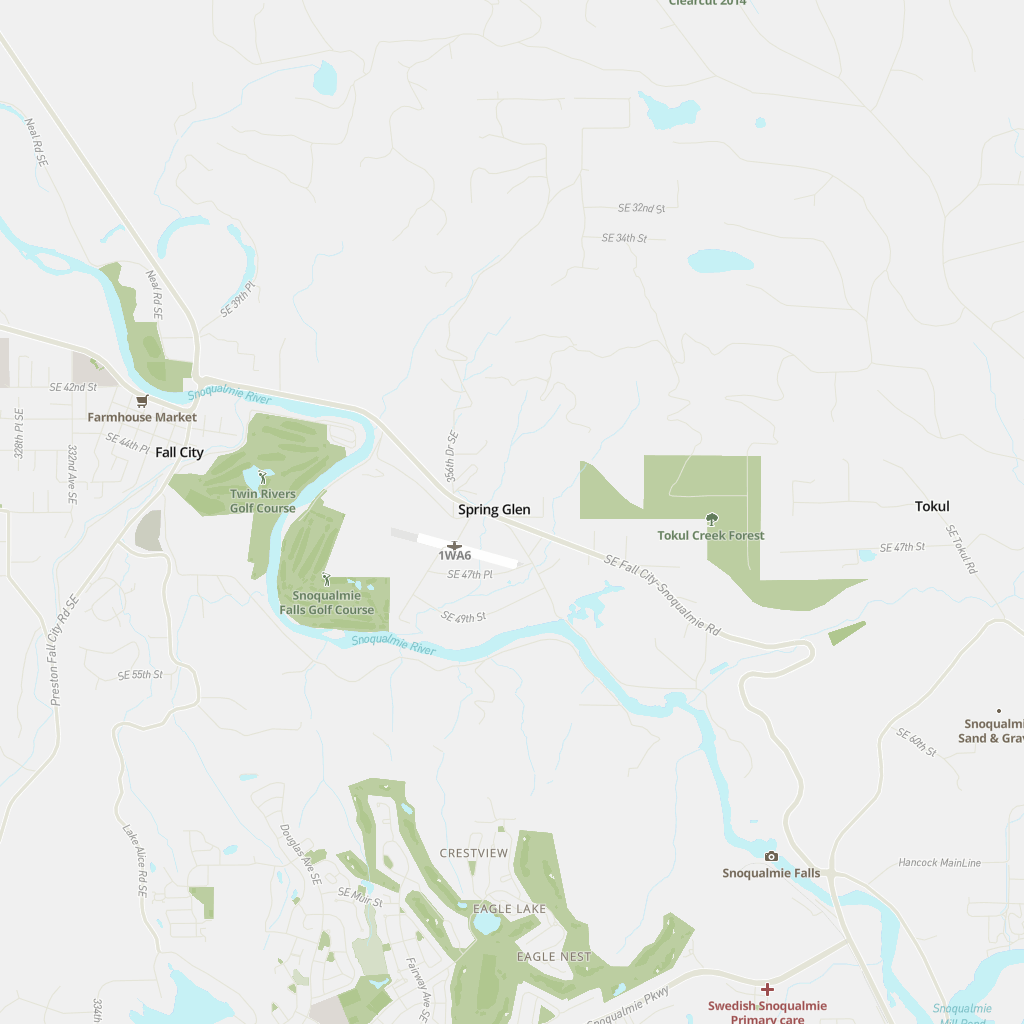 Clearcut 2014
Neal Rd SE
SE 32nd St
SE 34th St
Neal Rd SE
SE 39th Pl
SE 42nd St
Snoqualmie River
Farmhouse Market
328th Pl SE
332nd Ave SE
SE 44th Pl
Fall City
356th Dr SE
Twin Rivers
Golf Course
Spring Glen
Tokul
Tokul Creek Forest
1WA6
SE 47th Pl
SE 47th St
SE Tokul Rd
SE Fall City-Snoqualmie Rd
Snoqualmie
Falls Golf Course
SE 49th St
Snoqualmie River
Preston Fall City Rd SE
SE 55th St
Snoqualmi
Sand & Grav
SE 60th St
Lake Alice Rd SE
Douglas Ave SE
CRESTVIEW
Snoqualmie Falls
Hancock MainLine
SE Muir St
EAGLE LAKE
EAGLE NEST
Fairway Ave SE
334th
Snoqualmie Pkwy
Swedish Snoqualmie
Primary care
Snoqualmie
Mill Pond